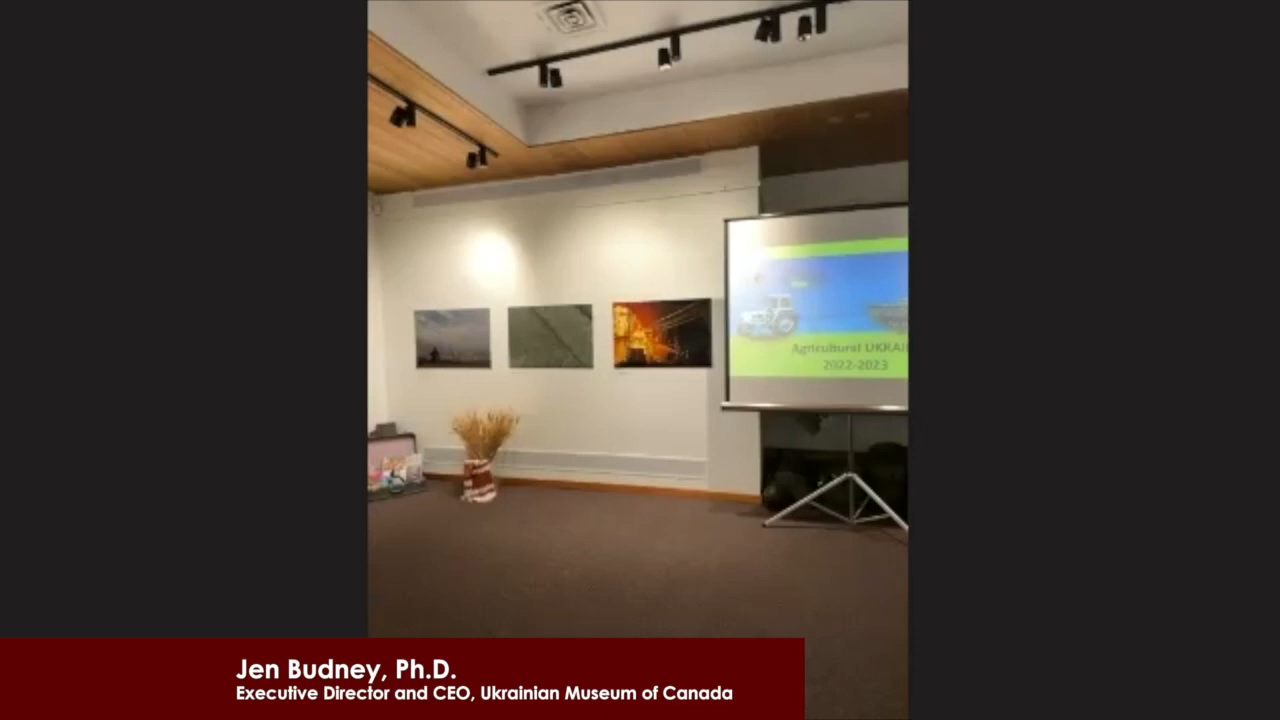 Agricultural UKRAI
2022-2023
Jen Budney, Ph.D.
Executive Director and CEO, Ukrainian Museum of Canada